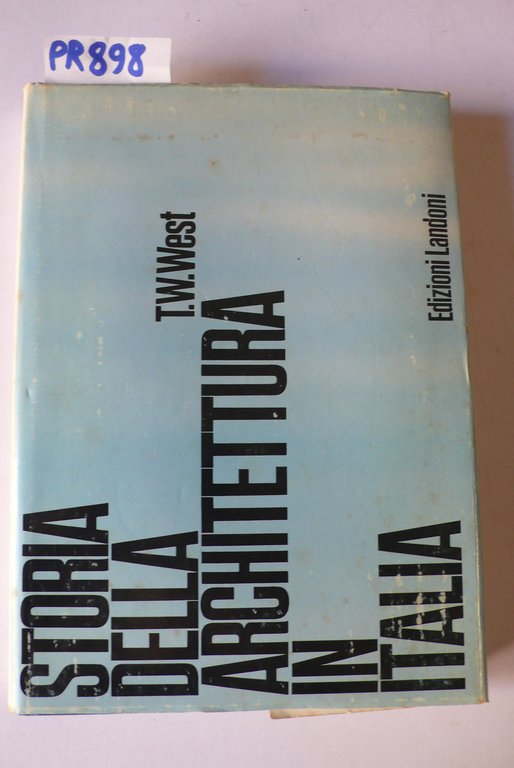 PR898
T.W.West
STORIA
DELLA
ARCHITETTURA
IN
ITALIA
Edizioni Landoni